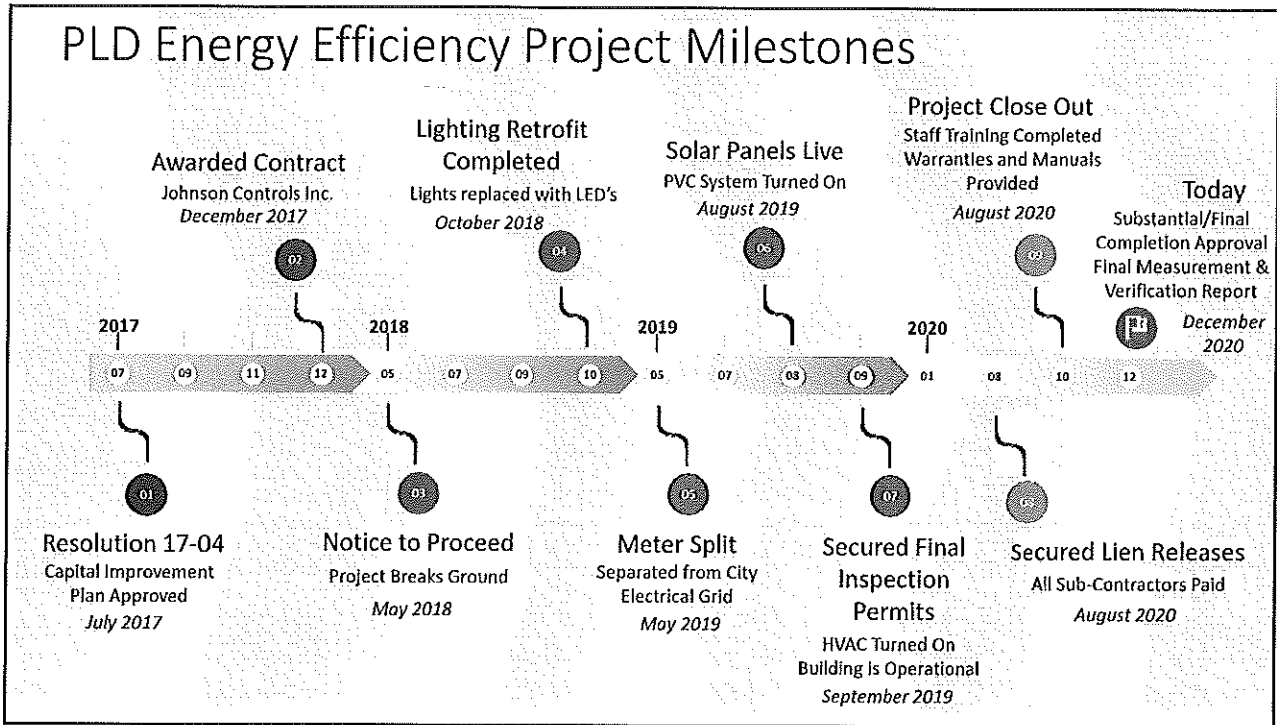 PLD Energy Efficiency Project Milestones
Awarded Contract
Johnson Controls Inc.
December 2017
Lighting Retrofit
Completed
Lights replaced with LED's
October 2018
Solar Panels Live
PVC System Turned On
August 2019
Project Close Out
Staff Training Completed
Warranties and Manuals
Provided
August 2020
Today
Substantial/Final
Completion Approval
Final Measurement &
Verification Report
December
2020
02
04
06
09
2017
2018
2019
2020
07 09 11 12 05 07 09 10 05 07 08 09 01 08 10 12
01
03
05
07
08
Resolution 17-04
Capital Improvement
Plan Approved
July 2017
Notice to Proceed
Project Breaks Ground
May 2018
Meter Split
Separated from City
Electrical Grid
May 2019
Secured Final
Inspection
Permits
HVAC Turned On
Building is Operational
September 2019
Secured Lien Releases
All Sub-Contractors Paid
August 2020